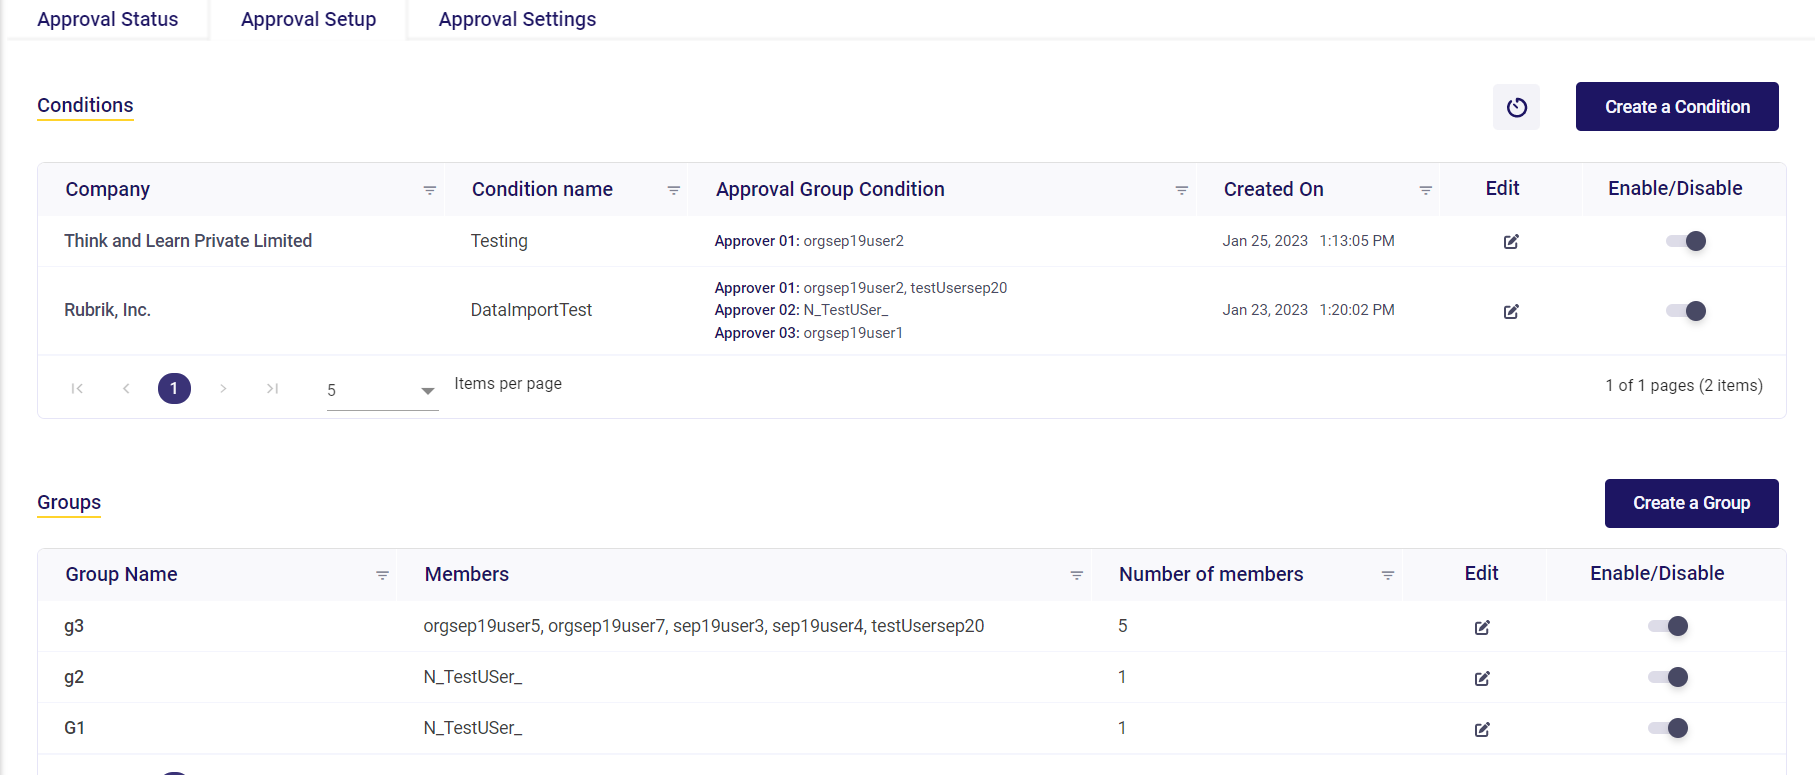 Approval Status Approval Setup Approval Settings
Conditions Create a Condition
Company Condition name Approval Group Condition Created On Edit Enable/Disable
Think and Learn Private Limited Testing Approver 01: orgsep19user2 Jan 25, 2023 1:13:05 PM
Approver 01: orgsep19user2, testUsersep20
Rubrik, Inc. DataImportTest Approver 02: N_TestUSer_ Jan 23, 2023 1:20:02 PM
Approver 03: orgsep19user1
1 5 Items per page 1 of 1 pages (2 items)
Groups Create a Group
Group Name Members Number of members Edit Enable/Disable
g3 orgsep19user5, orgsep19user7, sep19user3, sep19user4, testUsersep20 5
g2 N_TestUSer_ 1
G1 N_TestUSer_ 1